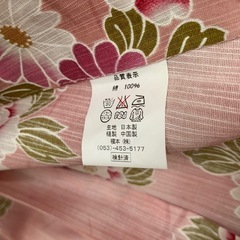 品質表示
綿 100%
生地 日本製
縫製 中国製
榎本(株)
(053)-453-5177
検針済